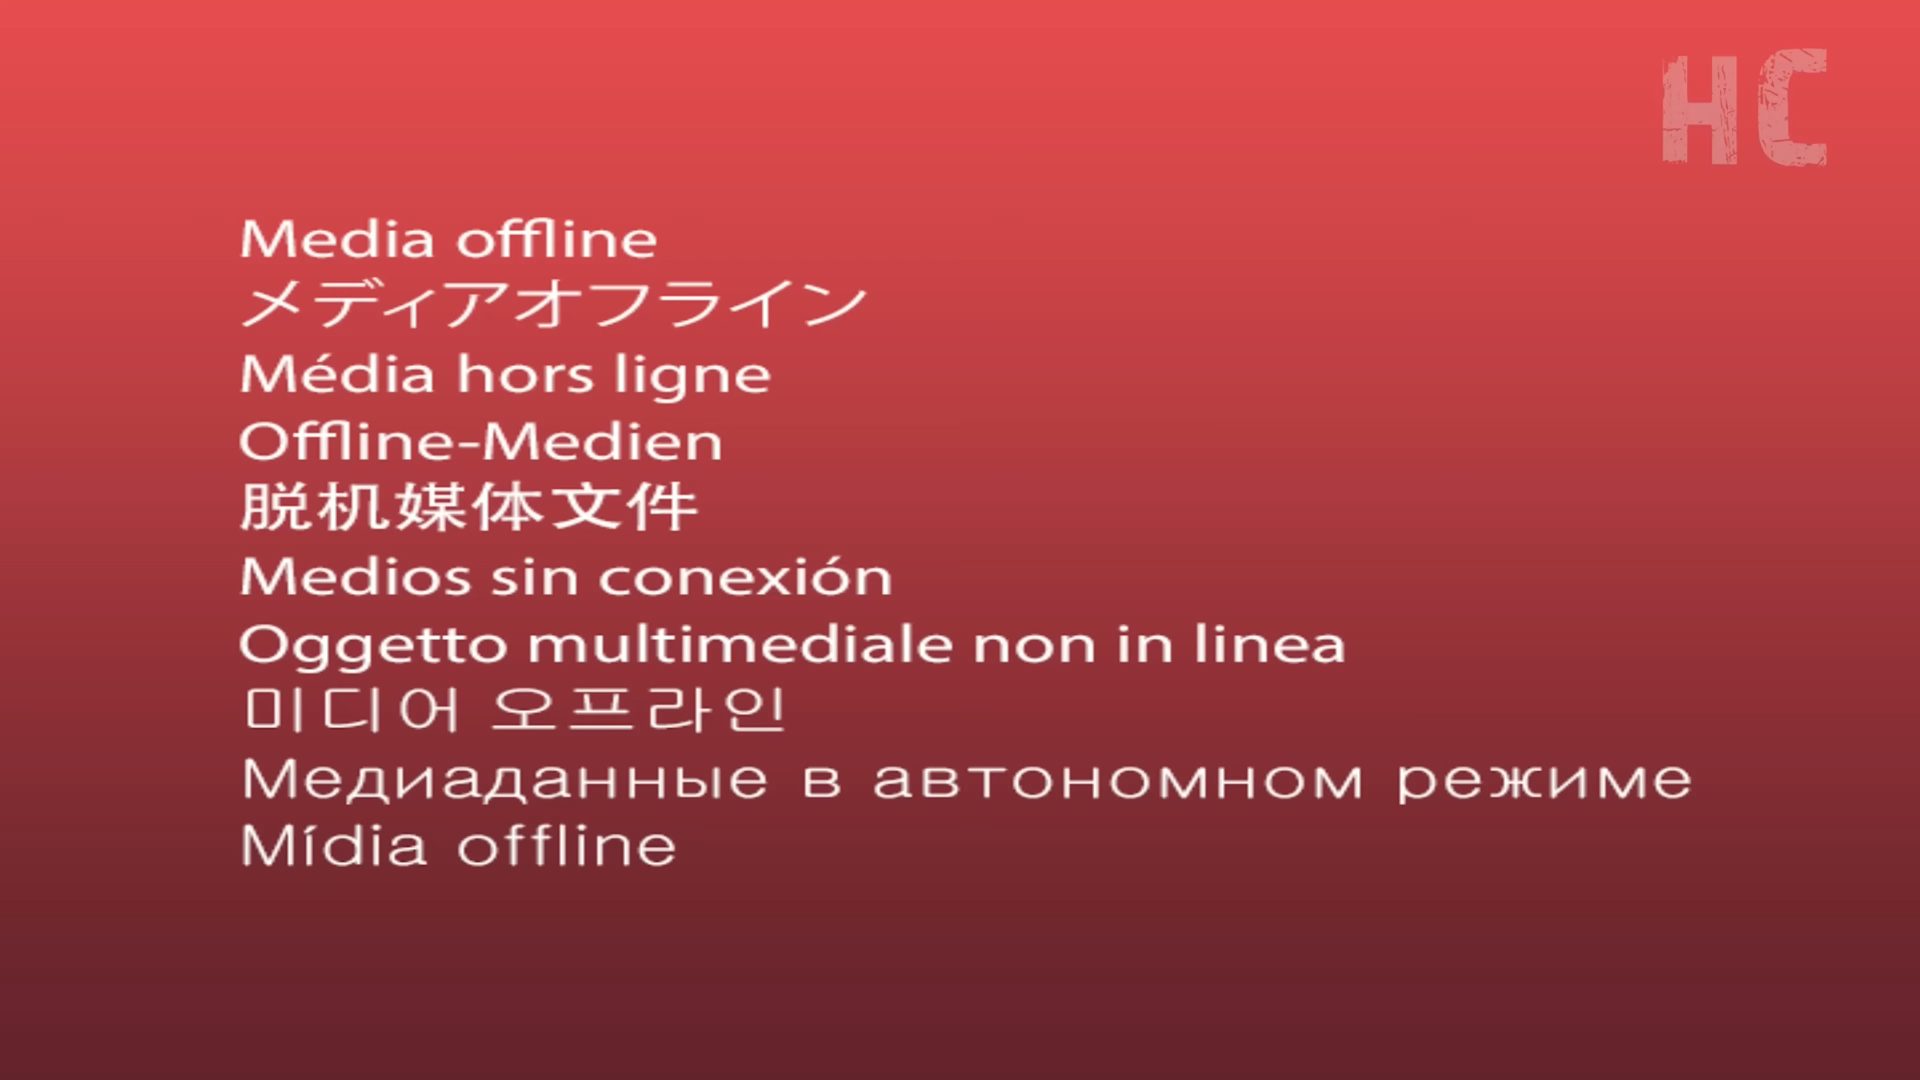 HC
Media offline
メディアオフライン
Média hors ligne
Offline-Medien
脱机媒体文件
Medios sin conexión
Oggetto multimediale non in linea
미디어 오프라인
Медиаданные в автономном режиме
Mídia offline